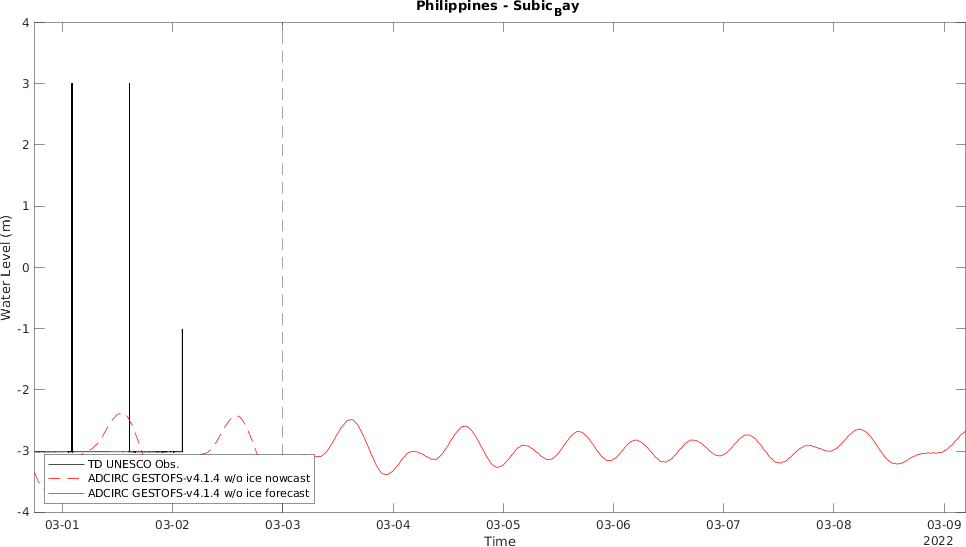 Philippines - Subic_Bay
4
3
2
1
0
-1
-2
-3
-4
Water Level (m)
TD UNESCO Obs.
ADCIRC GESTOFS-v4.1.4 w/o ice nowcast
ADCIRC GESTOFS-v4.1.4 w/o ice forecast
03-01 03-02 03-03 03-04 03-05 03-06 03-07 03-08 03-09
Time
2022